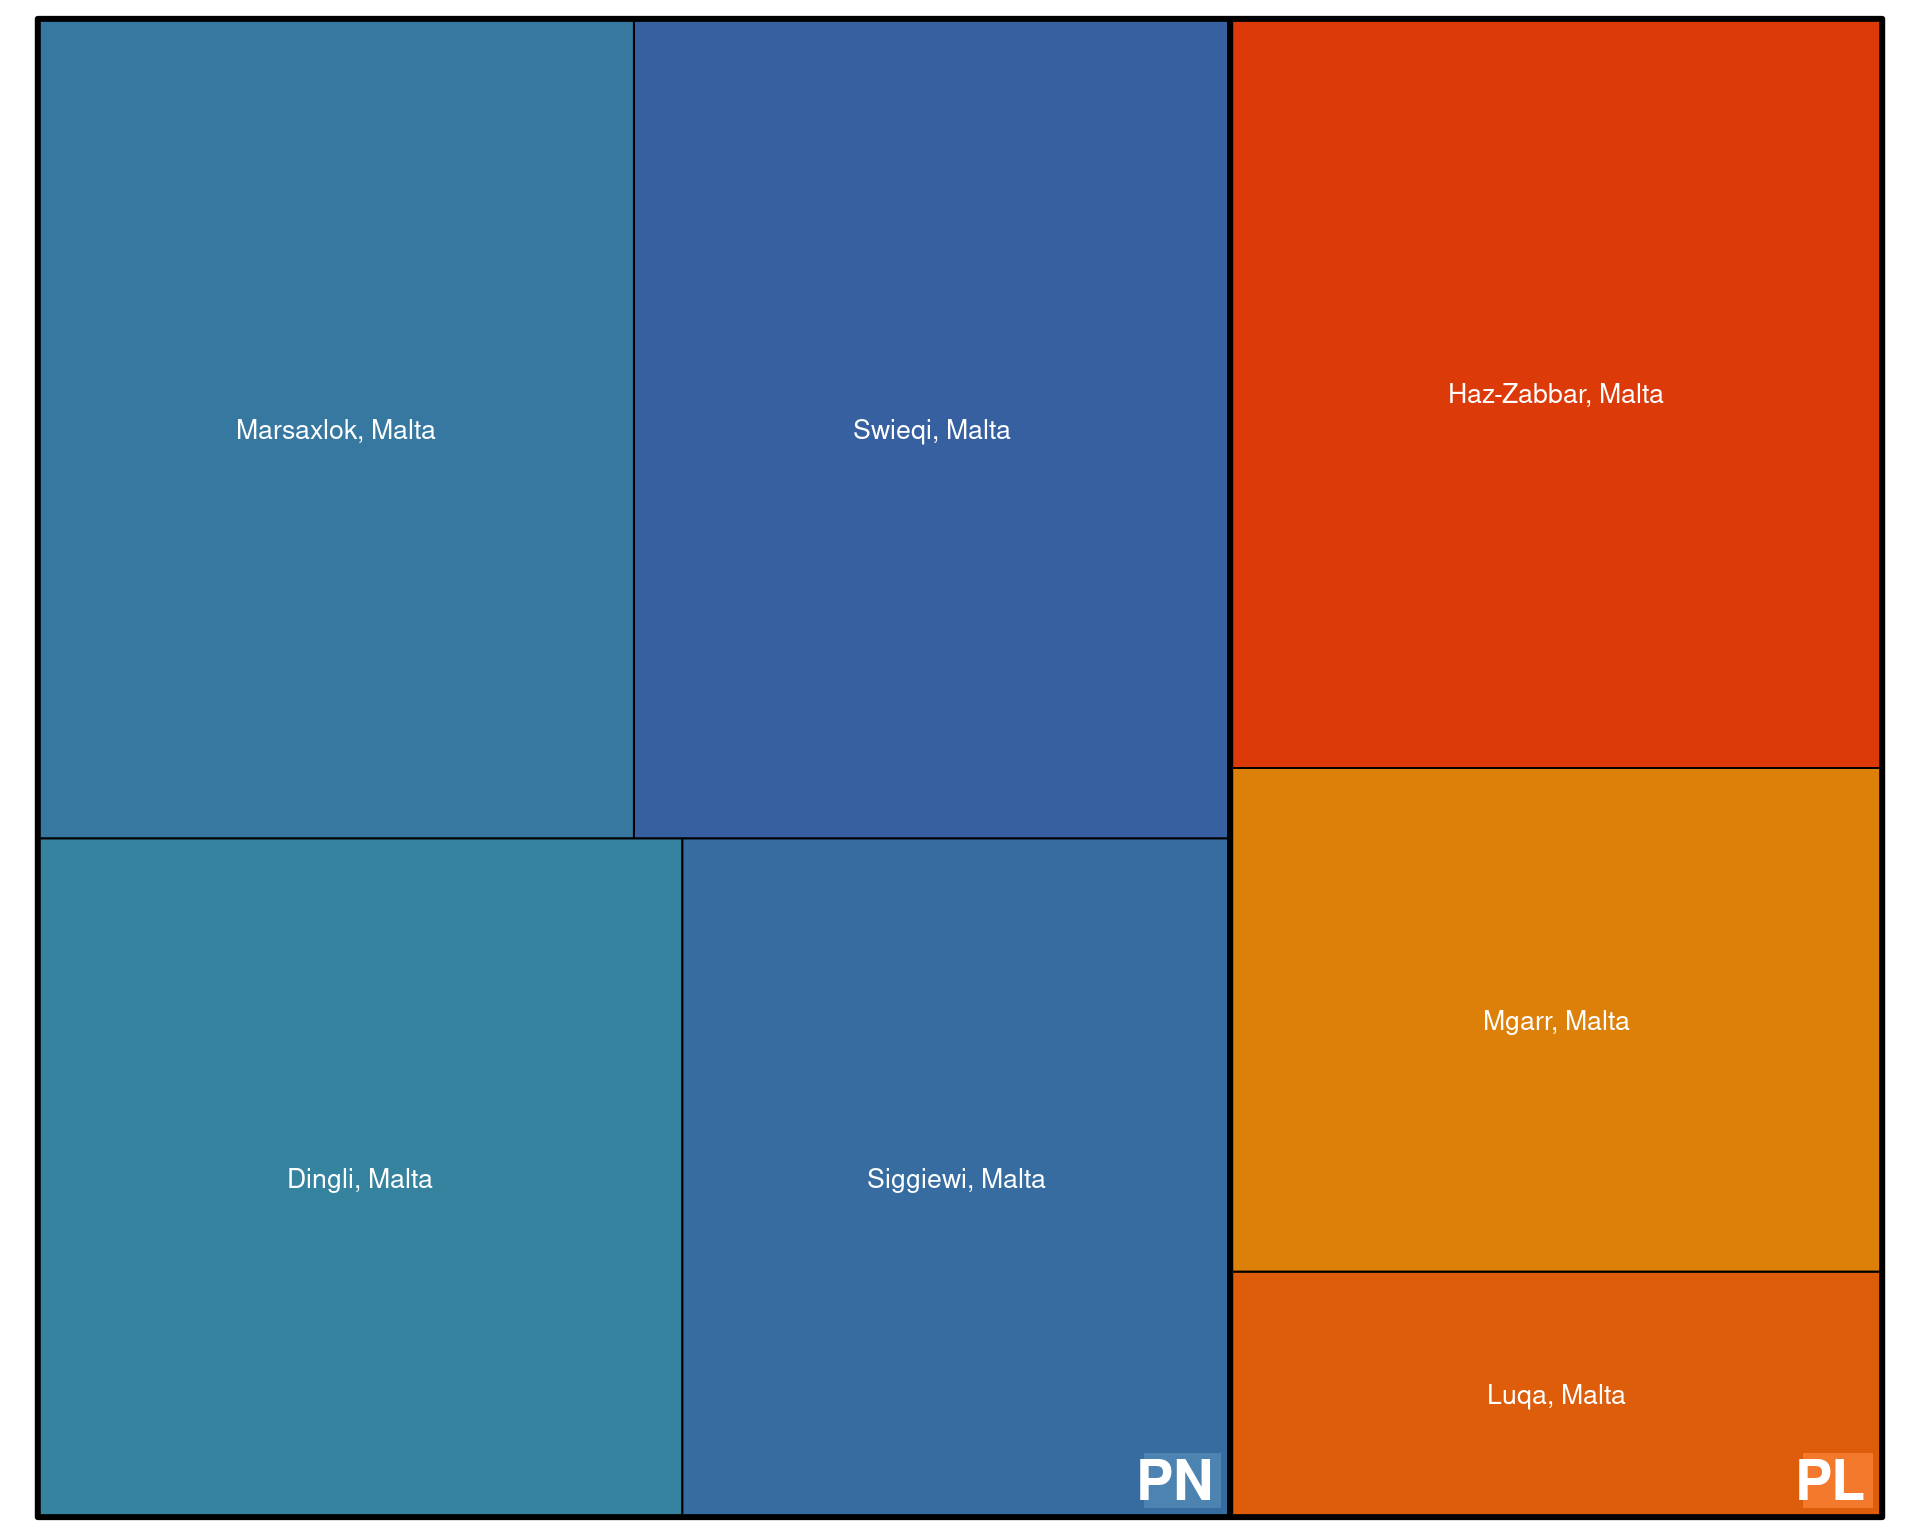 Marsaxlok, Malta
Swieqi, Malta
Haz-Zabbar, Malta
Mgarr, Malta
Dingli, Malta
Siggiewi, Malta
Luqa, Malta
PN
PL